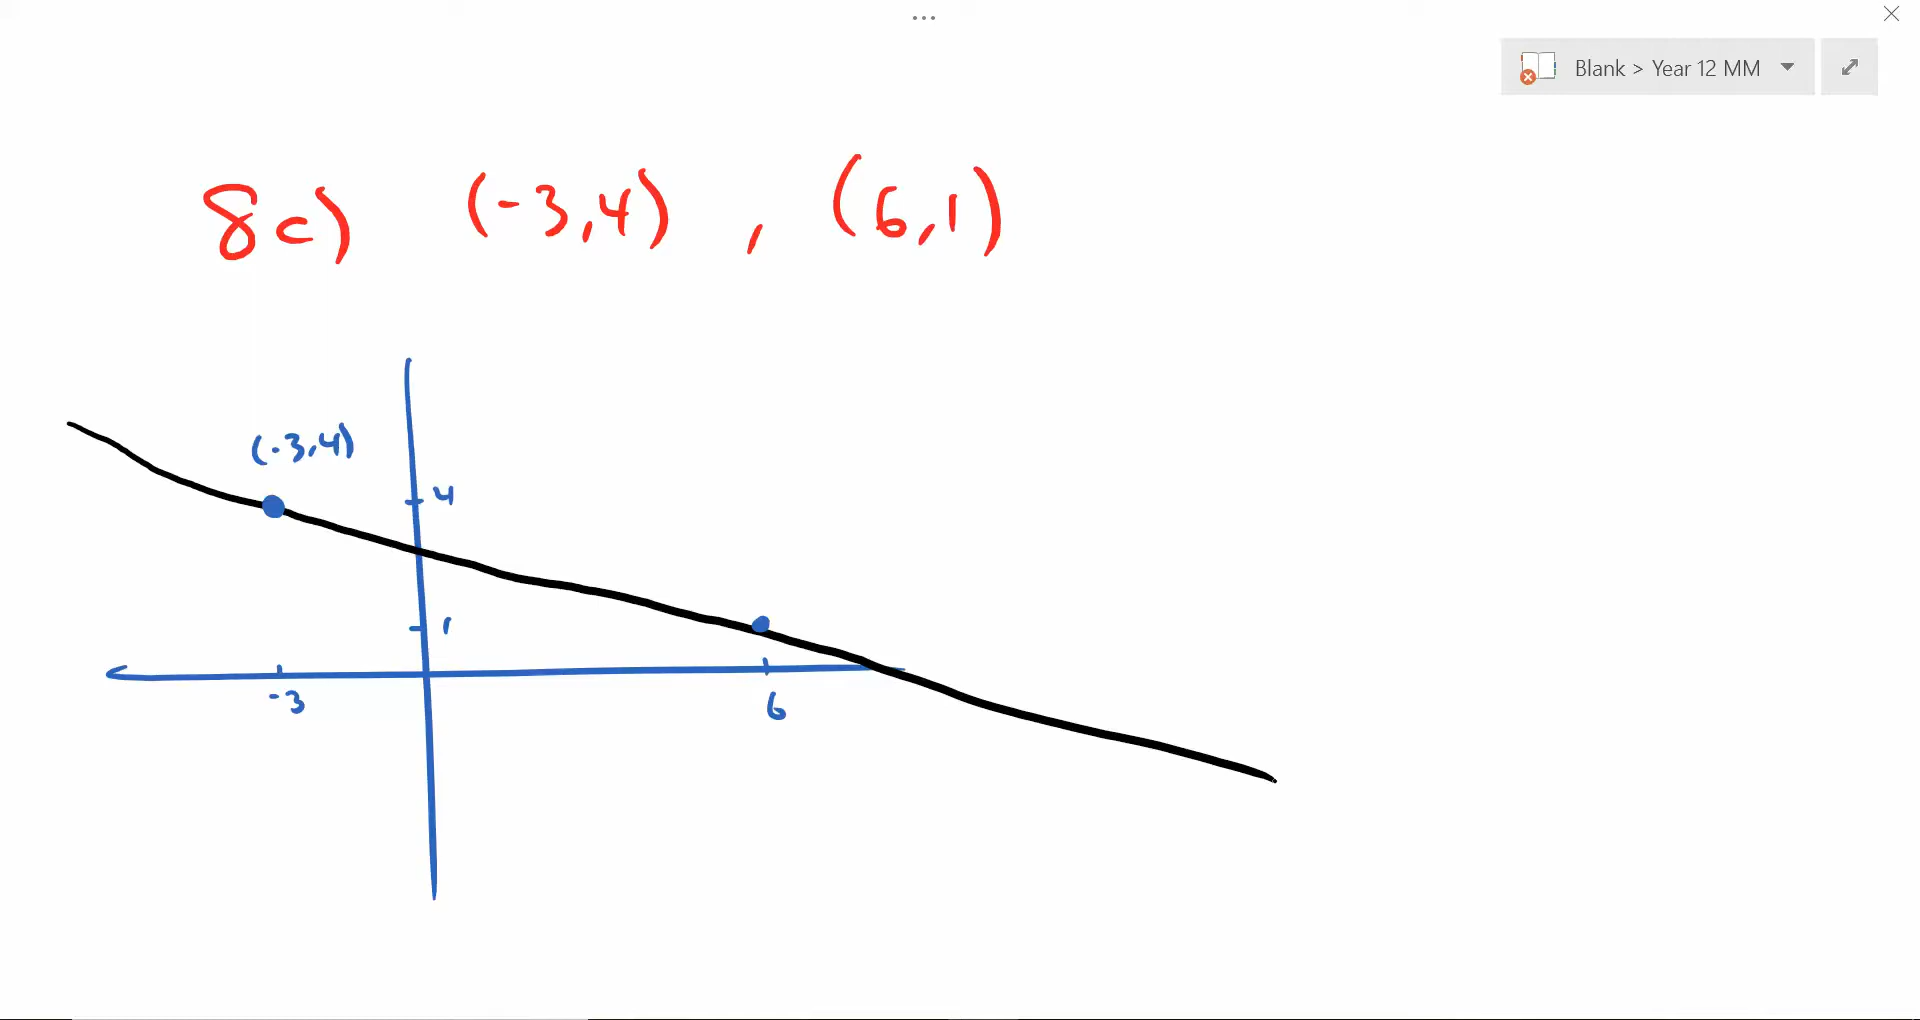 Blank > Year 12 MM
8c) (-3,4) , (6,1)
(-3,4)
4
1
-3
6